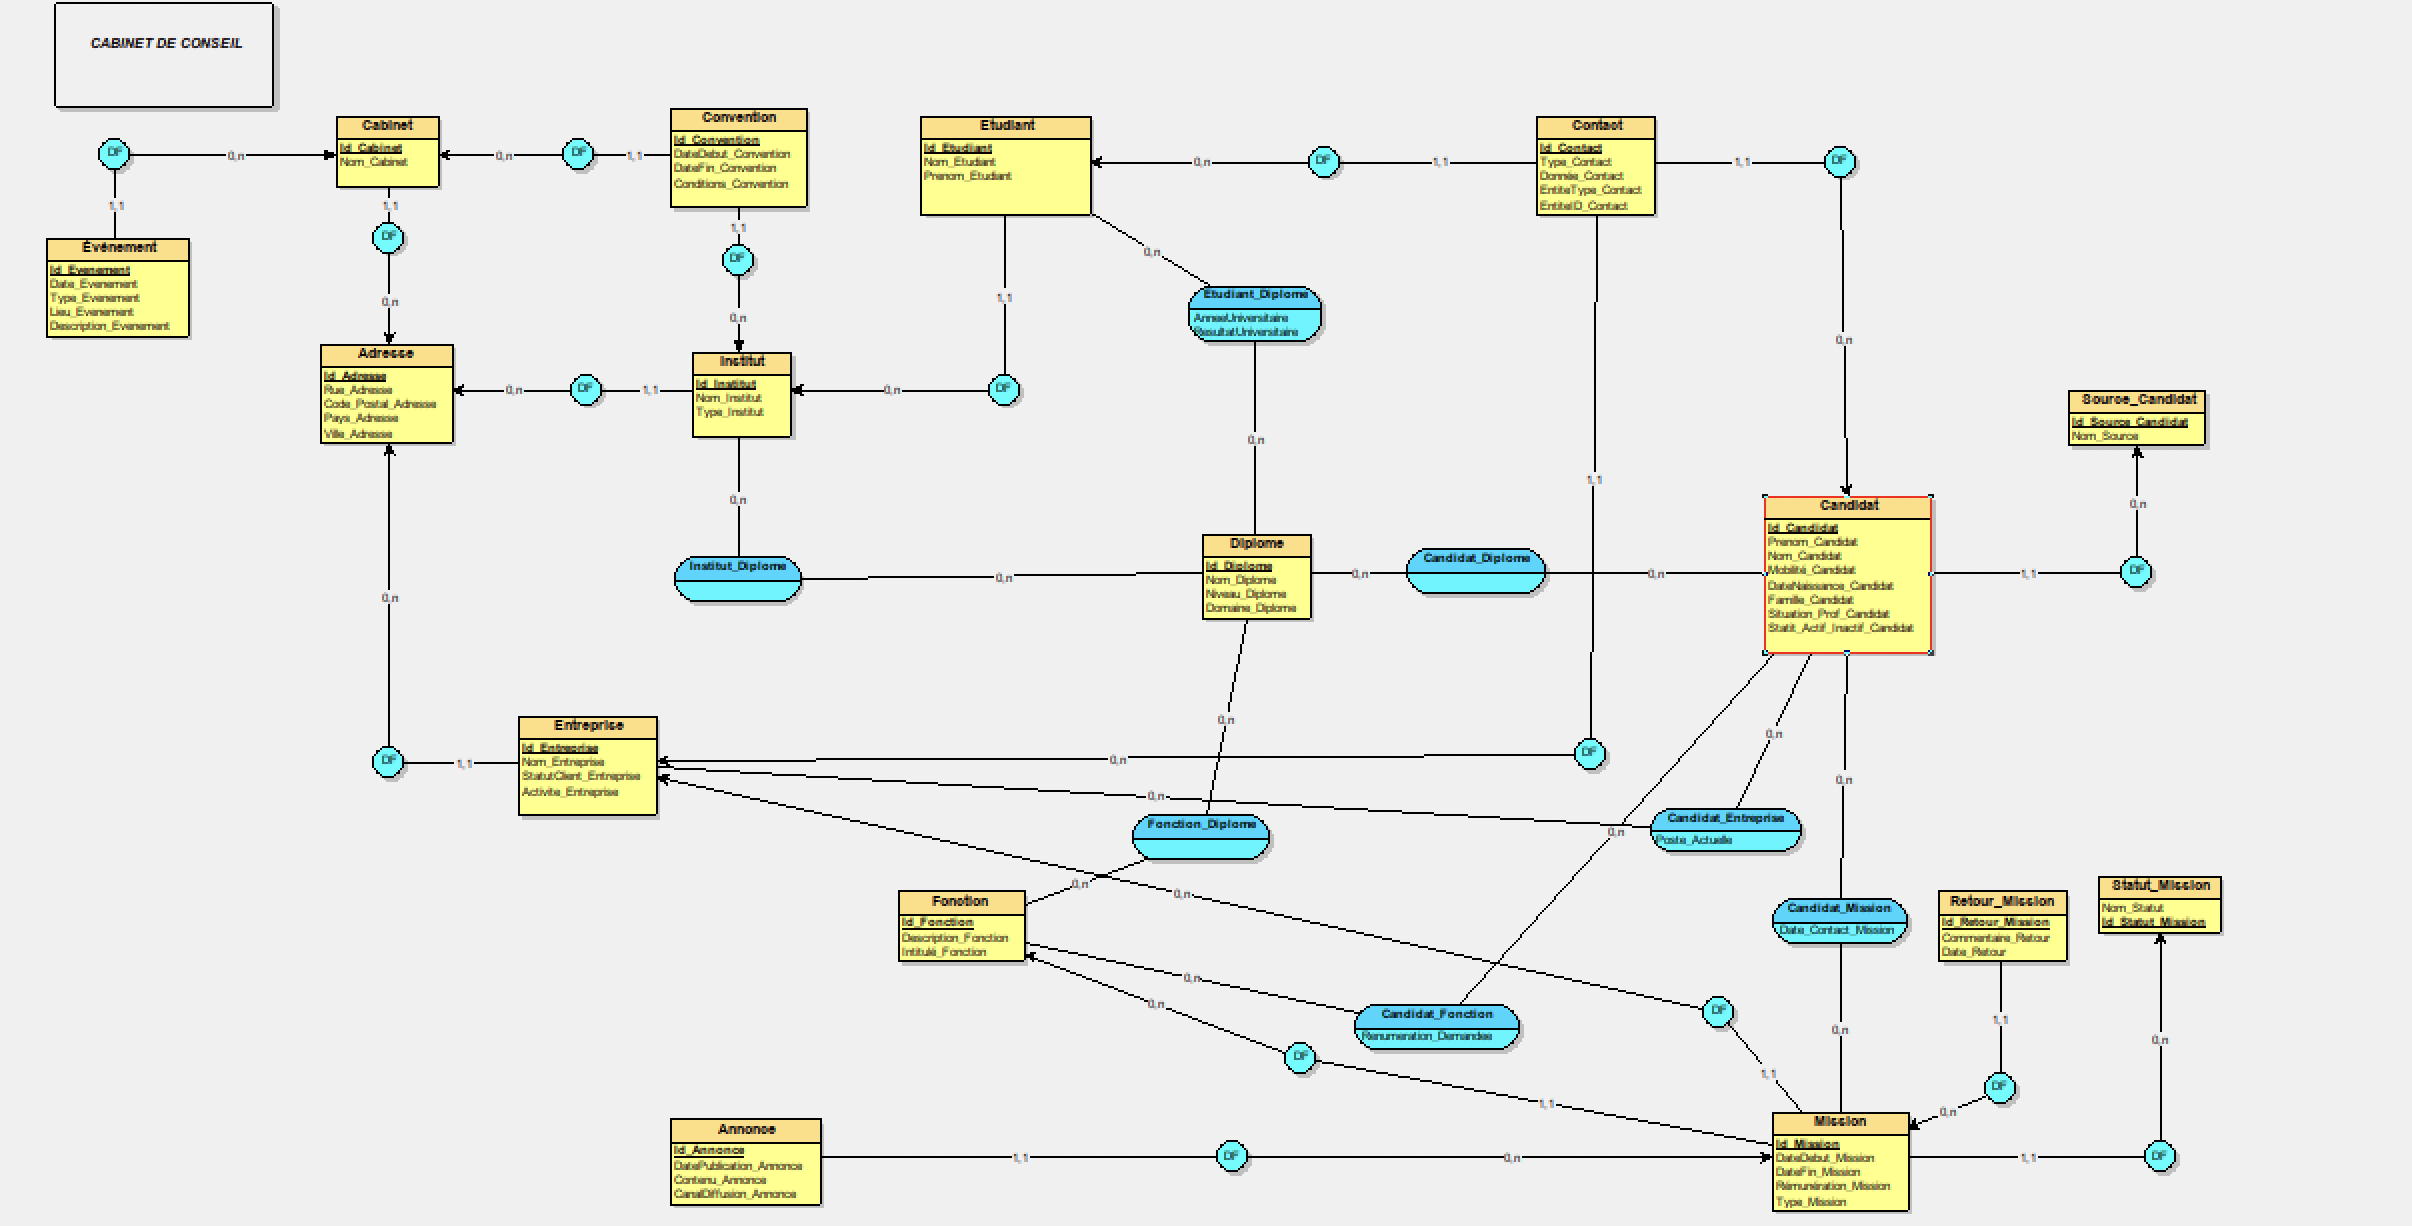 CABINET DE CONSEIL
Cabinet
Id_Cabinet
Nom_Cabinet
Convention
Id_Convention
DateDebut_Convention
DateFin_Convention
Conditions_Convention
Etudiant
Id_Etudiant
Nom_Etudiant
Prenom_Etudiant
Contact
Id_Contact
Type_Contact
Donnée_Contact
EntiteType_Contact
EntiteID_Contact
DF
0,n
0,n
DF
1,1
0,n
DF
1,1
1,1
DF
1,1
1,1
DF
1,1
DF
Événement
Id_Evenement
Date_Evenement
Type_Evenement
Lieu_Evenement
Description_Evenement
0,n
0,n
0,n
1,1
Etudiant_Diplome
AnneeUniversitaire
ResultatUniversitaire
0,n
Adresse
Id_Adresse
Rue_Adresse
Code_Postal_Adresse
Pays_Adresse
Ville_Adresse
0,n
DF
1,1
Institut
Id_Institut
Nom_Institut
Type_Institut
0,n
DF
0,n
Source_Candidat
Id_Source_Candidat
Nom_Source
0,n
1,1
0,n
Candidat
Id_Candidat
Prenom_Candidat
Nom_Candidat
Mobilité_Candidat
DateNaissance_Candidat
Famille_Candidat
Situation_Prof_Candidat
Statit_Actif_Inactif_Candidat
Institut_Diplome
0,n
Diplome
Id_Diplome
Nom_Diplome
Niveau_Diplome
Domaine_Diplome
0,n
Candidat_Diplome
0,n
1,1
DF
0,n
0,n
0,n
0,n
Entreprise
Id_Entreprise
Nom_Entreprise
StatutClient_Entreprise
Activite_Entreprise
DF
1,1
0,n
DF
0,n
Fonction_Diplome
0,n
Candidat_Entreprise
Poste_Actuelle
0,n
0,n
Fonction
Id_Fonction
Description_Fonction
Intitulé_Fonction
Candidat_Mission
Date_Contact_Mission
Retour_Mission
Id_Retour_Mission
Commentaire_Retour
Date_Retour
Statut_Mission
Nom_Statut
Id_Statut_Mission
0,n
0,n
Candidat_Fonction
Renumeration_Demandee
DF
0,n
1,1
0,n
DF
1,1
1,1
DF
0,n
Annonce
Id_Annonce
DatePublication_Annonce
Contenu_Annonce
CanalDiffusion_Annonce
1,1
DF
0,n
Mission
Id_Mission
DateDebut_Mission
DateFin_Mission
Rémunération_Mission
Type_Mission
1,1
DF